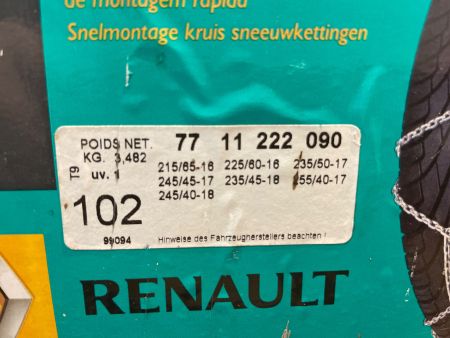 de montagem rápida
Snelmontage kruis sneeuwkettingen
POIDS NET. 77 11 222 090
KG. 3,482
215/65-16 225/60-16 235/50-17
T9 uv. 1
245/45-17 235/45-18 255/40-17
245/40-18
102
99094
Hinweise des Fahrzeugherstellers beachten !
RENAULT